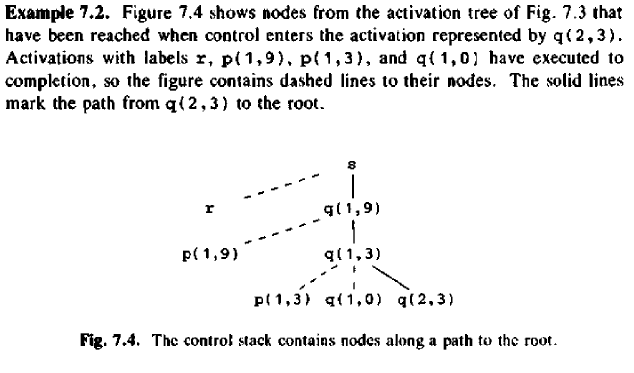 Example 7.2. Figure 7.4 shows nodes from the activation tree of Fig. 7.3 that
have been reached when control enters the activation represented by q(2,3).
Activations with labels r, p(1,9), p(1,3), and q(1,0) have executed to
completion, so the figure contains dashed lines to their nodes. The solid lines
mark the path from q(2,3) to the root.
s
r q(1,9)
p(1,9) q(1,3)
p(1,3) q(1,0) q(2,3)
Fig. 7.4. The control stack contains nodes along a path to the root.